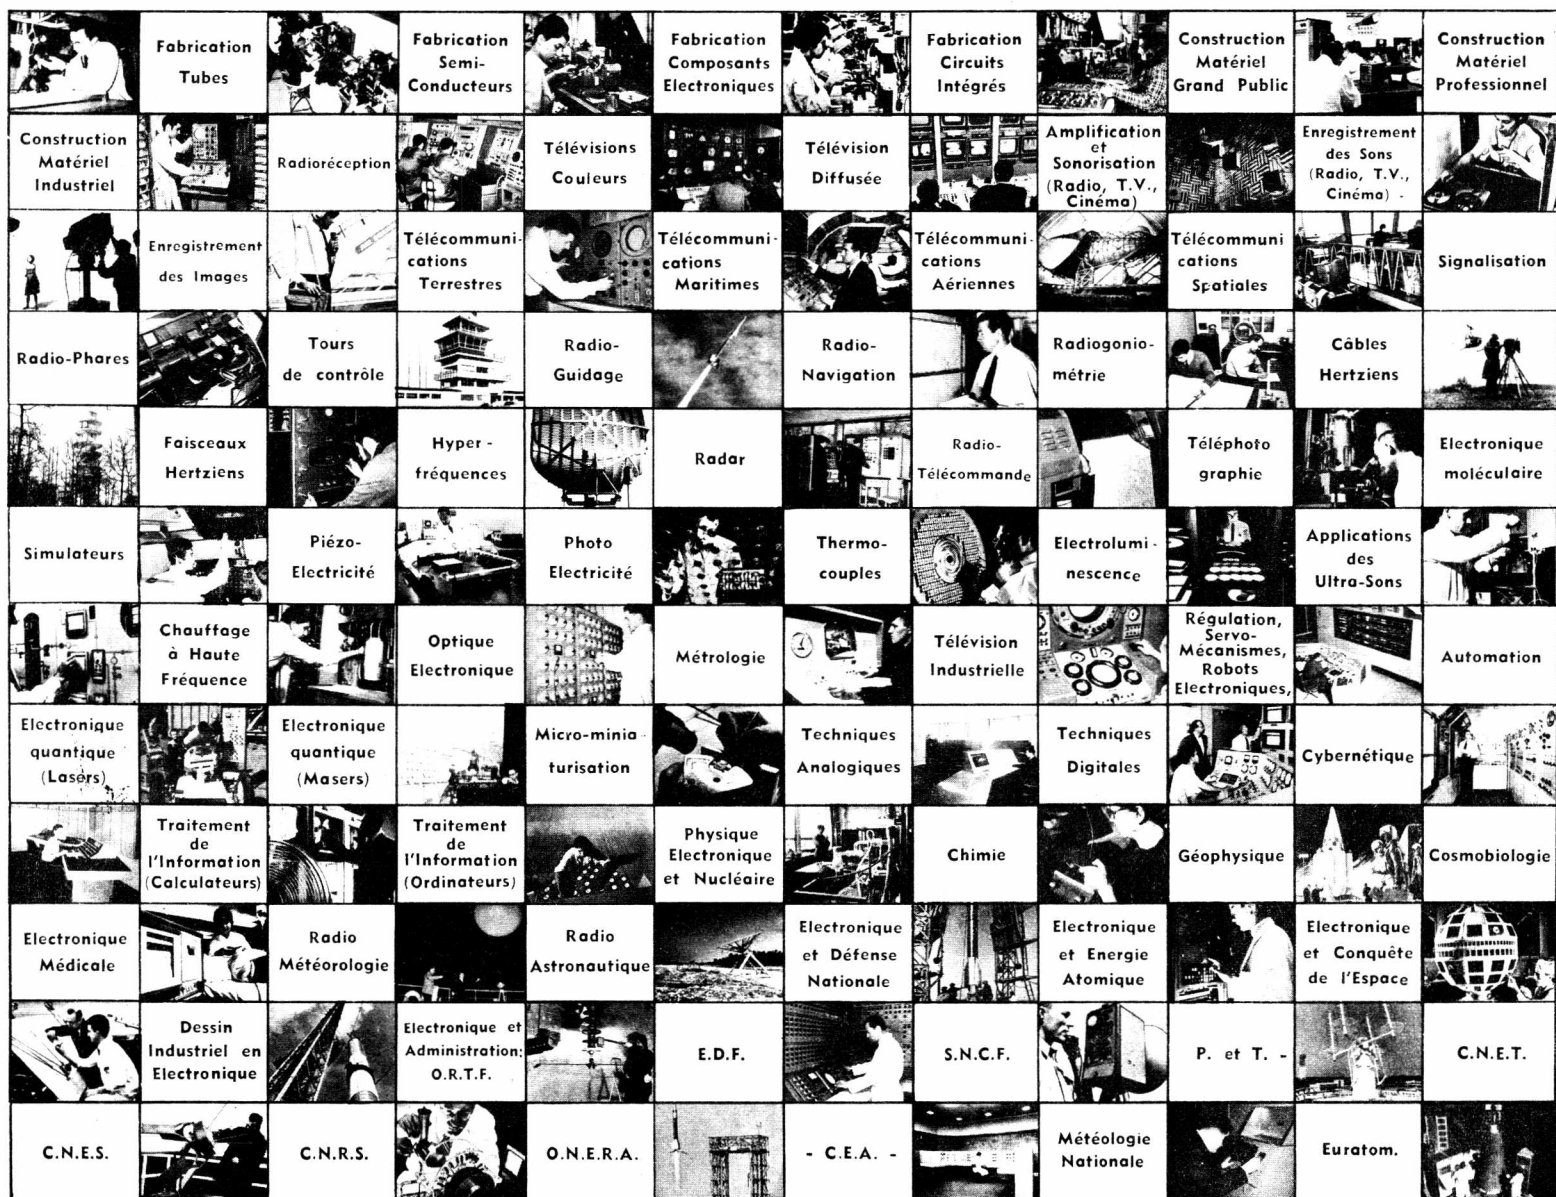 Fabrication
Tubes
Fabrication
Semi-
Conducteurs
Fabrication
Composants
Electroniques
Fabrication
Circuits
Intégrés
Construction
Matériel
Grand Public
Construction
Matériel
Professionnel
Construction
Matériel
Industriel
Radioréception
Télévisions
Couleurs
Télévision
Diffusée
Amplification
et
Sonorisation
(Radio, T.V.,
Cinéma)
Enregistrement
des Sons
(Radio, T.V.,
Cinéma) -
Enregistrement
des Images
Télécommuni-
cations
Terrestres
Télécommuni-
cations
Maritimes
Télécommuni-
cations
Aériennes
Télécommuni
cations
Spatiales
Signalisation
Radio-Phares
Tours
de contrôle
Radio-
Guidage
Radio-
Navigation
Radiogonio-
métrie
Câbles
Hertziens
Faisceaux
Hertziens
Hyper-
fréquences
Radar
Radio-
Télécommande
Téléphoto
graphie
Electronique
moléculaire
Simulateurs
Piézo-
Electricité
Photo
Electricité
Thermo-
couples
Electrolumi-
nescence
Applications
des
Ultra-Sons
Chauffage
à Haute
Fréquence
Optique
Electronique
Métrologie
Télévision
Industrielle
Régulation,
Servo-
Mécanismes,
Robots
Electroniques,
Automation
Electronique
quantique
(Lasers)
Electronique
quantique
(Masers)
Micro-minia-
turisation
Techniques
Analogiques
Techniques
Digitales
Cybernétique
Traitement
de
l'Information
(Calculateurs)
Traitement
de
l'Information
(Ordinateurs)
Physique
Electronique
et Nucléaire
Chimie
Géophysique
Cosmobiologie
Electronique
Médicale
Radio
Météorologie
Radio
Astronautique
Electronique
et Défense
Nationale
Electronique
et Energie
Atomique
Electronique
et Conquête
de l'Espace
Dessin
Industriel en
Electronique
Electronique et
Administration:
O.R.T.F.
E.D.F.
S.N.C.F.
P. et T. -
C.N.E.T.
C.N.E.S.
C.N.R.S.
O.N.E.R.A.
- C.E.A. -
Météologie
Nationale
Euratom.